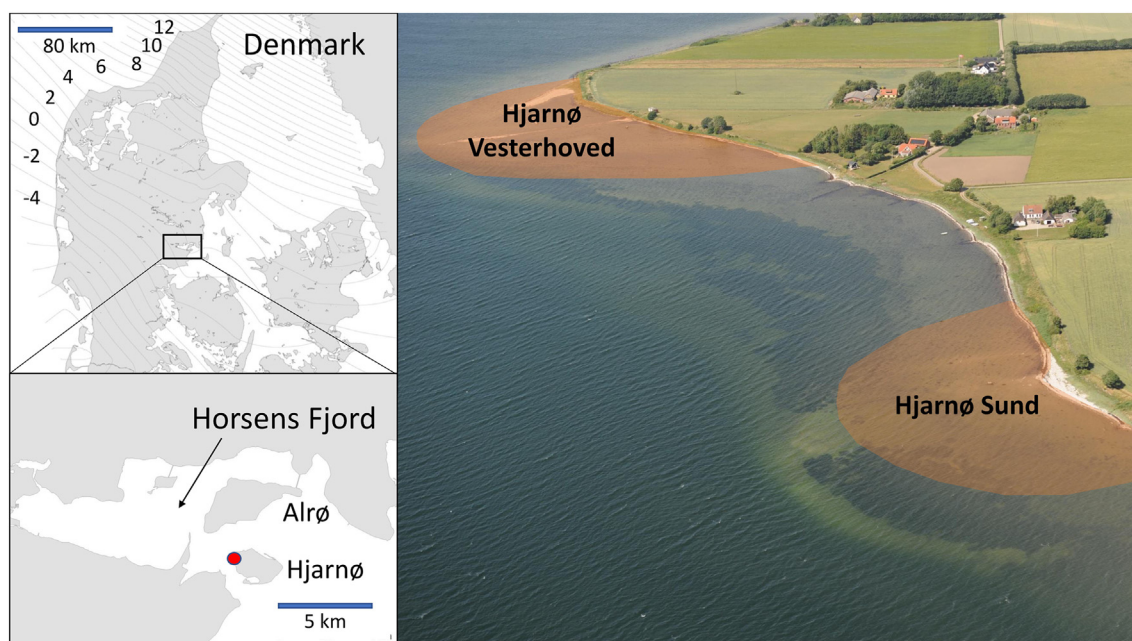 Denmark
80 km
12
10
8
6
4
2
0
-2
-4
Horsens Fjord
Alrø
Hjarnø
5 km
Hjarnø
Vesterhoved
Hjarnø Sund